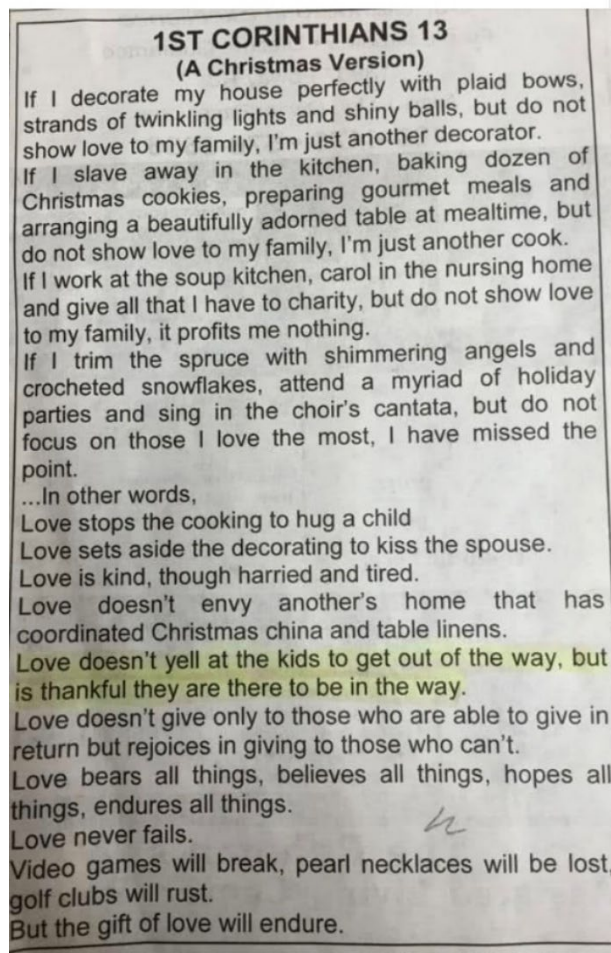 1ST CORINTHIANS 13
(A Christmas Version)
If I decorate my house perfectly with plaid bows,
strands of twinkling lights and shiny balls, but do not
show love to my family, I'm just another decorator.
If I slave away in the kitchen, baking dozen of
Christmas cookies, preparing gourmet meals and
arranging a beautifully adorned table at mealtime, but
do not show love to my family, I'm just another cook.
If I work at the soup kitchen, carol in the nursing home
and give all that I have to charity, but do not show love
to my family, it profits me nothing.
If I trim the spruce with shimmering angels and
crocheted snowflakes, attend a myriad of holiday
parties and sing in the choir's cantata, but do not
focus on those I love the most, I have missed the
point.
...In other words,
Love stops the cooking to hug a child
Love sets aside the decorating to kiss the spouse.
Love is kind, though harried and tired.
Love doesn't envy another's home that has
coordinated Christmas china and table linens.
Love doesn't yell at the kids to get out of the way, but
is thankful they are there to be in the way.
Love doesn't give only to those who are able to give in
return but rejoices in giving to those who can't.
Love bears all things, believes all things, hopes all
things, endures all things.
Love never fails.
Video games will break, pearl necklaces will be lost,
golf clubs will rust.
But the gift of love will endure.